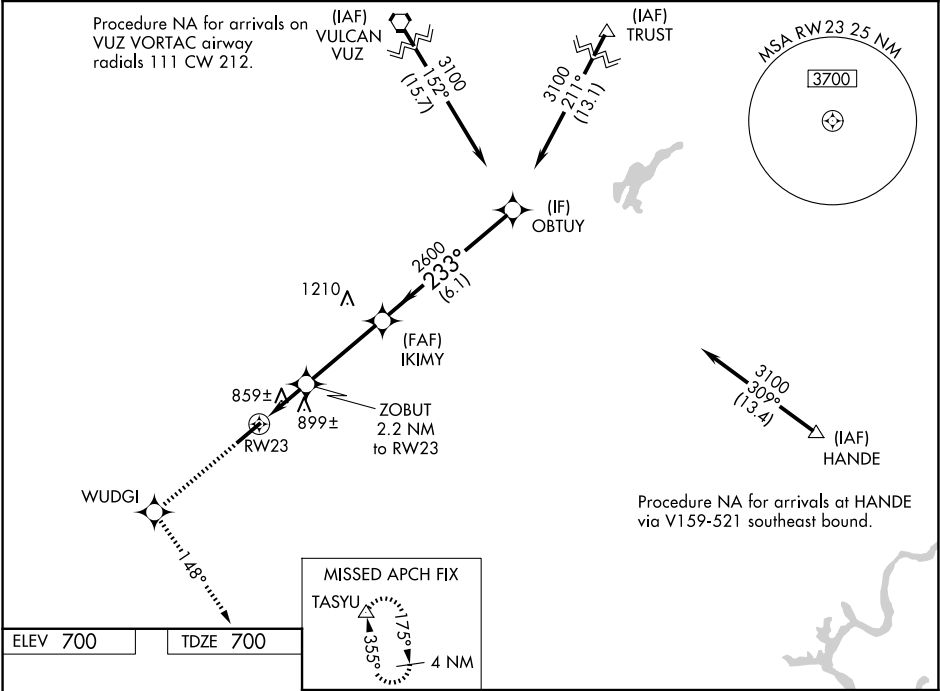 Procedure NA for arrivals on
VUZ VORTAC airway
radials 111 CW 212.
(IAF)
VULCAN
VUZ
3100
152°
(15.7)
(IAF)
TRUST
3100
211°
(13.1)
MSA RW23 25 NM
3700
(IF)
OBTUY
2600
233°
(6.1)
1210
(FAF)
IKIMY
859±
899±
ZOBUT
2.2 NM
to RW23
RW23
3100
309°
(13.4)
(IAF)
HANDE
WUDGI
148°
Procedure NA for arrivals at HANDE
via V159-521 southeast bound.
MISSED APCH FIX
TASYU
175°
355°
4 NM
ELEV 700
TDZE 700